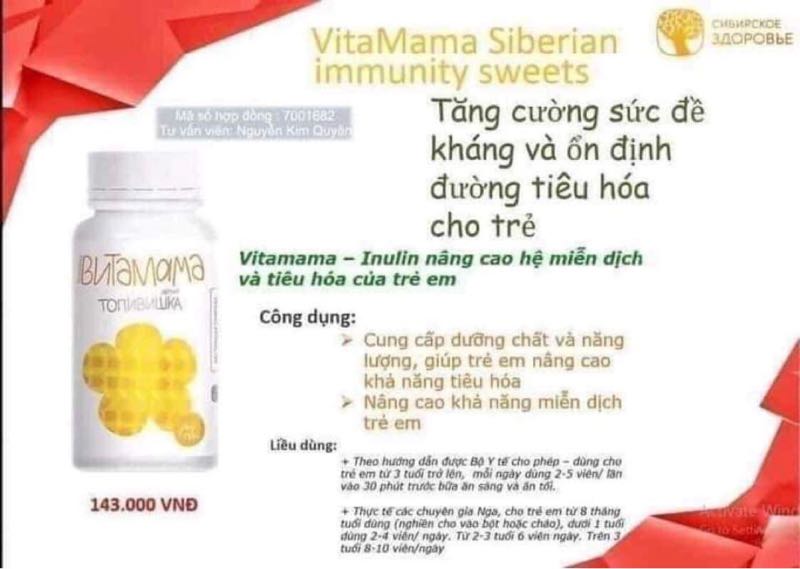 VitaMama Siberian
immunity sweets
СИБИРСКОЕ
ЗДОРОВЬЕ
Mã số hợp đồng : 7001682
Tư vấn viên: Nguyễn Kim Quyên
Tăng cường sức đề
kháng và ổn định
đường tiêu hóa
cho trẻ
ВИТАМАМА
ТОПИВИШКА
Vitamama – Inulin nâng cao hệ miễn dịch
và tiêu hóa của trẻ em
Công dụng:
➢ Cung cấp dưỡng chất và năng
lượng, giúp trẻ em nâng cao
khả năng tiêu hóa
➢ Nâng cao khả năng miễn dịch
trẻ em
Liều dùng:
+ Theo hướng dẫn được Bộ Y tế cho phép – dùng cho
trẻ em từ 3 tuổi trở lên, mỗi ngày dùng 2-5 viên/ lần
vào 30 phút trước bữa ăn sáng và ăn tối.
+ Thực tế các chuyên gia Nga, cho trẻ em từ 8 tháng
tuổi dùng (nghiền cho vào bột hoặc cháo), dưới 1 tuổi
dùng 2-4 viên/ ngày. Từ 2-3 tuổi 6 viên ngày. Trên 3
tuổi 8-10 viên/ngày
143.000 VNĐ
Activate Wind
Go to Settin